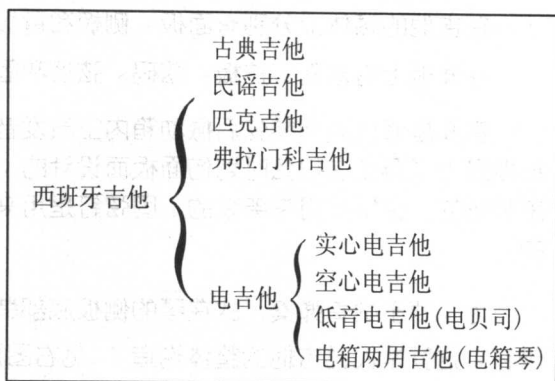 古典吉他
民谣吉他
匹克吉他
弗拉门科吉他
西班牙吉他
电吉他
实心电吉他
空心电吉他
低音电吉他(电贝司)
电箱两用吉他(电箱琴)